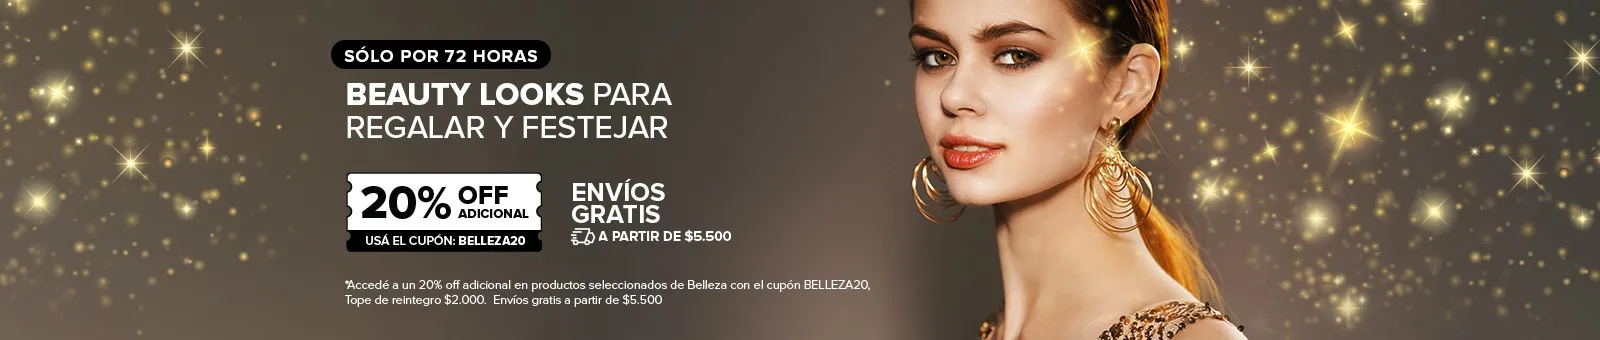 SÓLO POR 72 HORAS
BEAUTY LOOKS PARA
REGALAR Y FESTEJAR
20% OFF
ADICIONAL
USÁ EL CUPÓN: BELLEZA20
ENVÍOS
GRATIS
A PARTIR DE $5.500
*Accedé a un 20% off adicional en productos seleccionados de Belleza con el cupón BELLEZA20,
Tope de reintegro $2.000. Envíos gratis a partir de $5.500